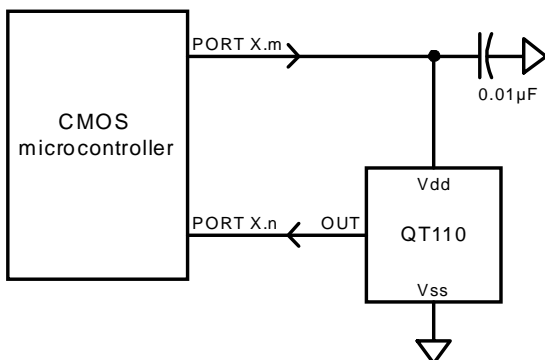 PORT X.m
0.01µF
CMOS
microcontroller
Vdd
PORT X.n
OUT
QT110
Vss